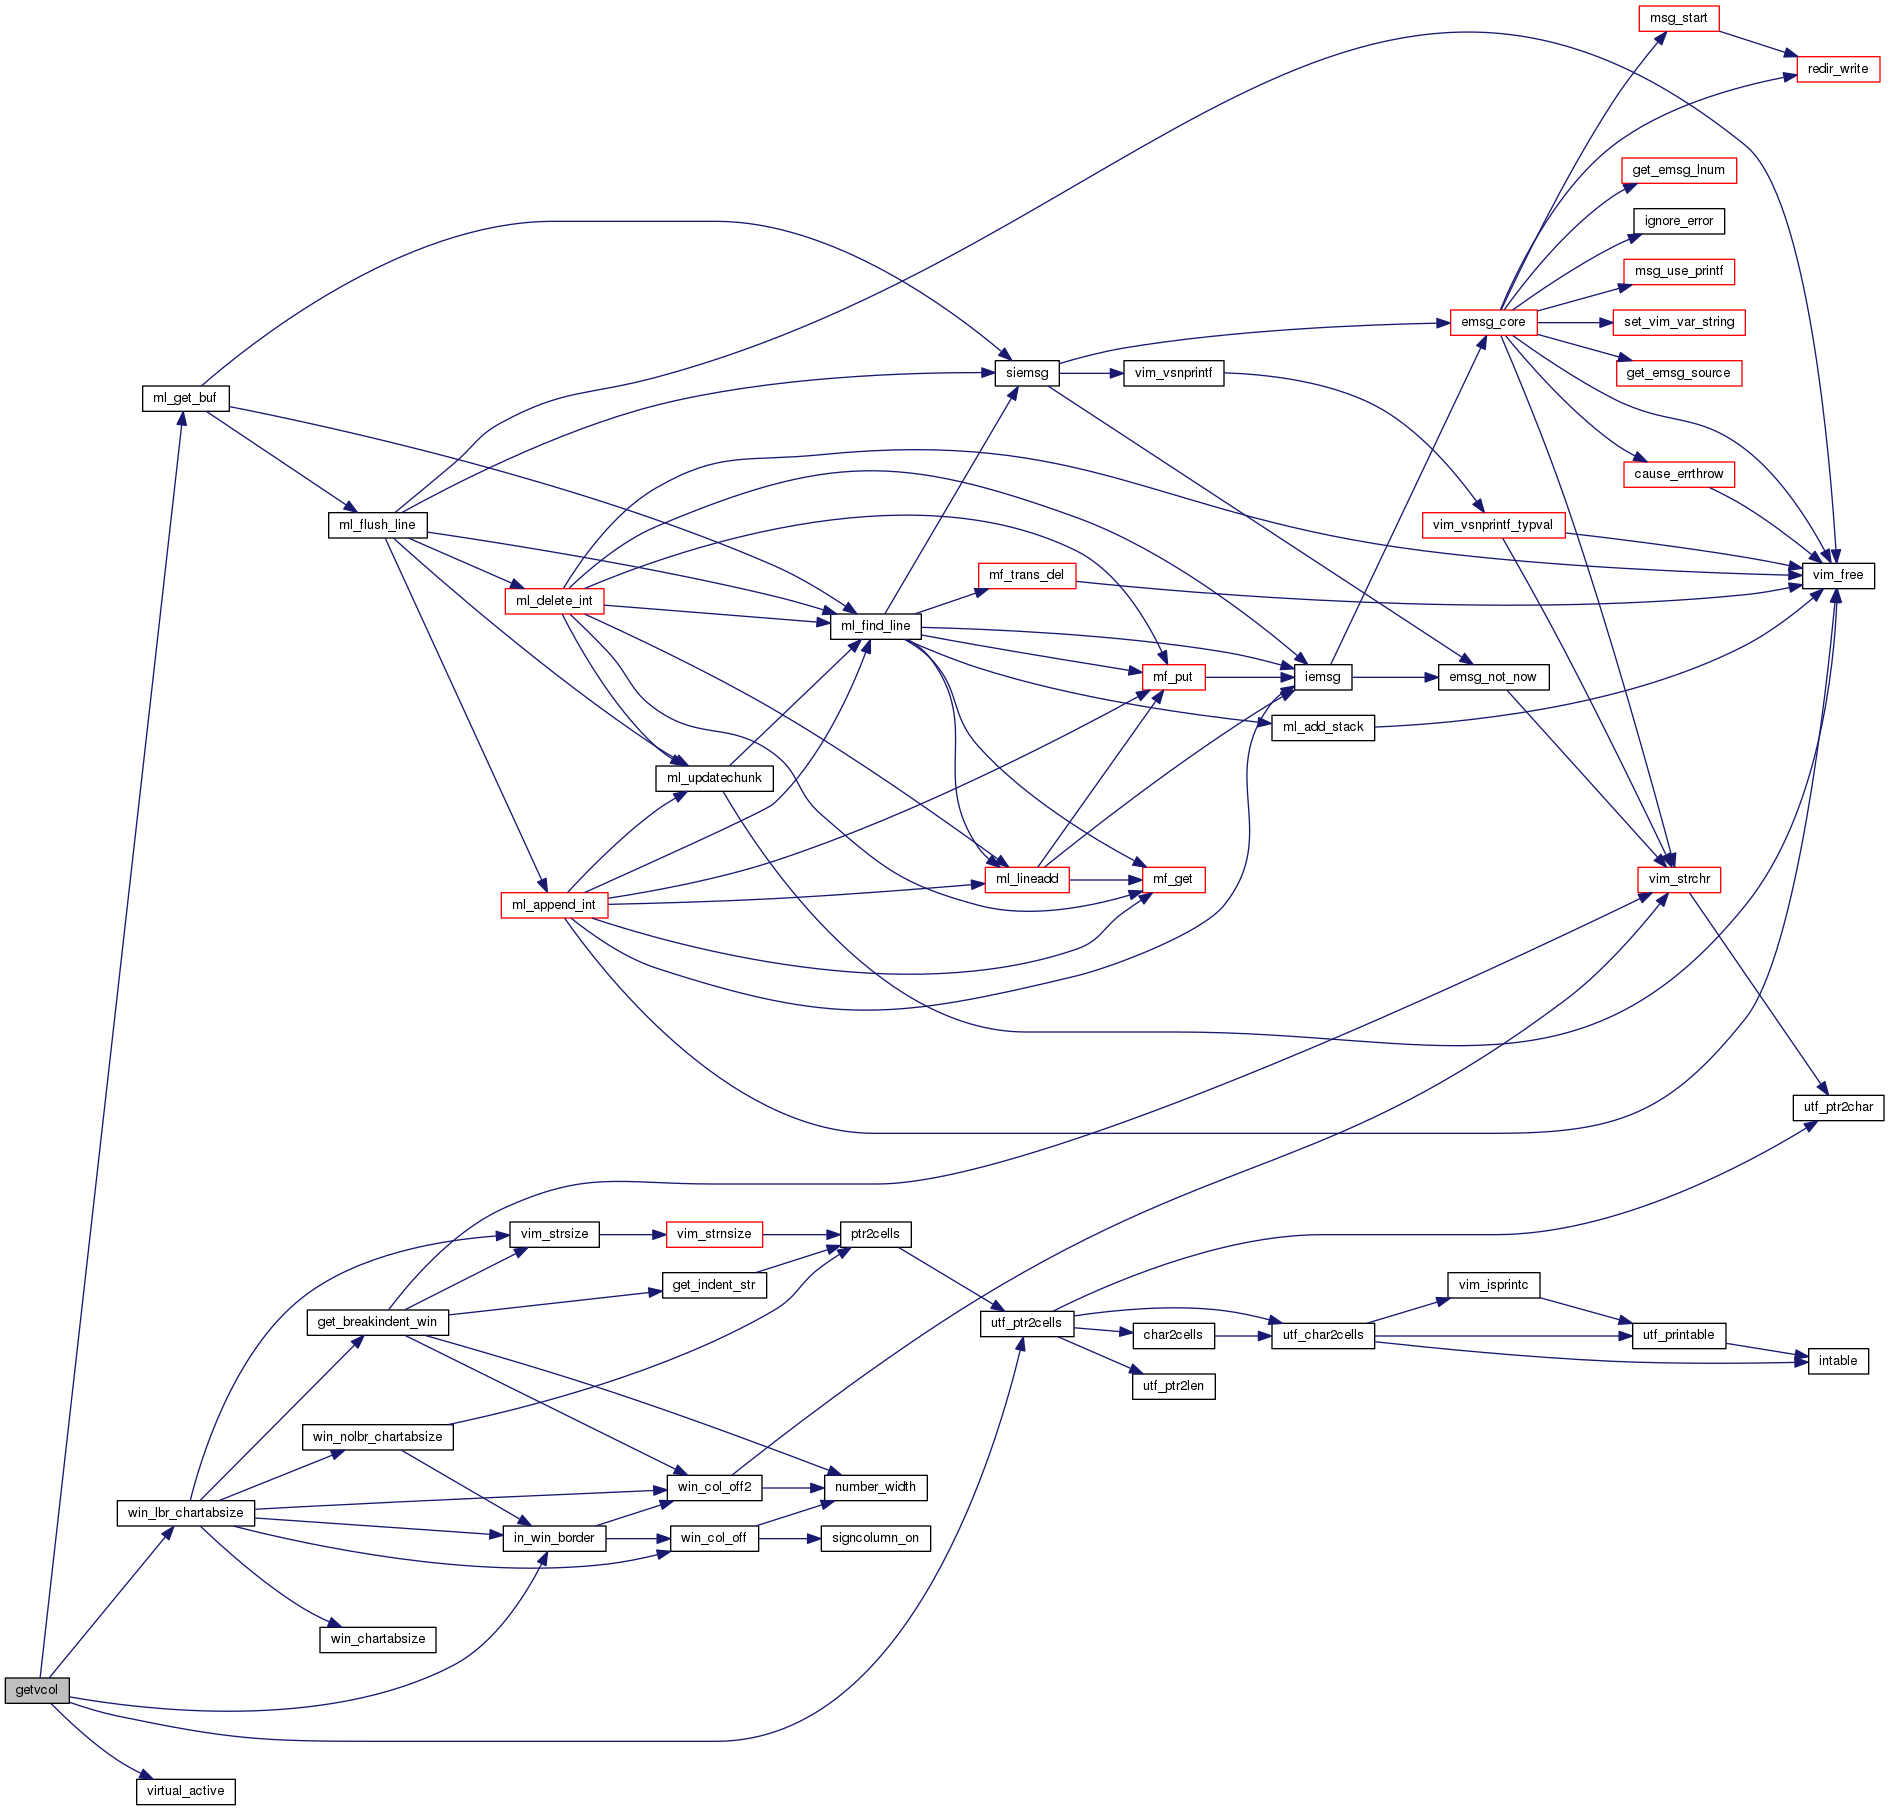 msg_start
redir_write
get_emsg_lnum
ignore_error
msg_use_printf
emsg_core
set_vim_var_string
siemsg
vim_vsnprintf
get_emsg_source
ml_get_buf
cause_errthrow
ml_flush_line
vim_vsnprintf_typval
mf_trans_del
vim_free
ml_delete_int
ml_find_line
mf_put
iemsg
emsg_not_now
ml_add_stack
ml_updatechunk
ml_lineadd
mf_get
vim_strchr
ml_append_int
utf_ptr2char
vim_strsize
vim_strnsize
ptr2cells
get_indent_str
vim_isprintc
get_breakindent_win
utf_ptr2cells
char2cells
utf_char2cells
utf_printable
intable
utf_ptr2len
win_nolbr_chartabsize
win_col_off2
number_width
win_lbr_chartabsize
in_win_border
win_col_off
signcolumn_on
win_chartabsize
getvcol
virtual_active